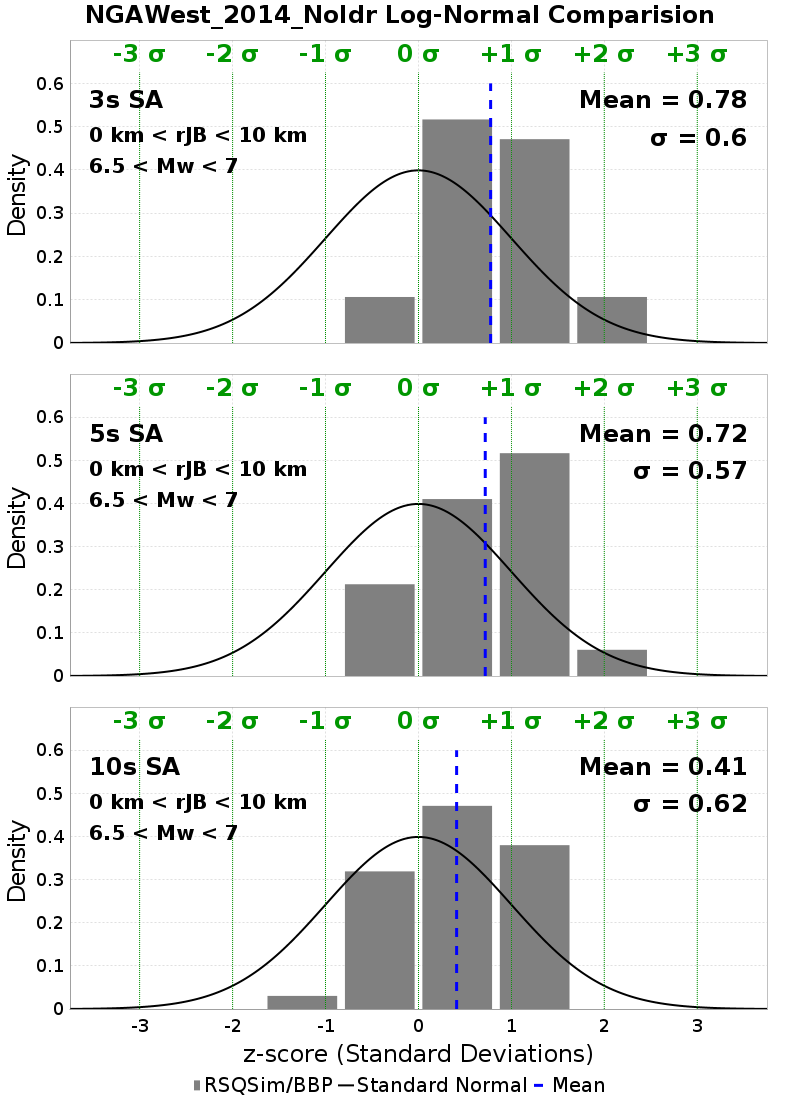 NGAWest_2014_NoIdr Log-Normal Comparision
-3 σ -2 σ -1 σ 0 σ +1 σ +2 σ +3 σ
0.6
3s SA
Mean = 0.78
0.5
0 km < rJB < 10 km
σ = 0.6
6.5 < Mw < 7
0.4
0.3
0.2
0.1
0
Density
-3 σ -2 σ -1 σ 0 σ +1 σ +2 σ +3 σ
0.6
5s SA
Mean = 0.72
0.5
0 km < rJB < 10 km
σ = 0.57
6.5 < Mw < 7
0.4
0.3
0.2
0.1
0
Density
-3 σ -2 σ -1 σ 0 σ +1 σ +2 σ +3 σ
0.6
10s SA
Mean = 0.41
0.5
0 km < rJB < 10 km
σ = 0.62
6.5 < Mw < 7
0.4
0.3
0.2
0.1
0
Density
-3 -2 -1 0 1 2 3
z-score (Standard Deviations)
RSQSim/BBP Standard Normal Mean